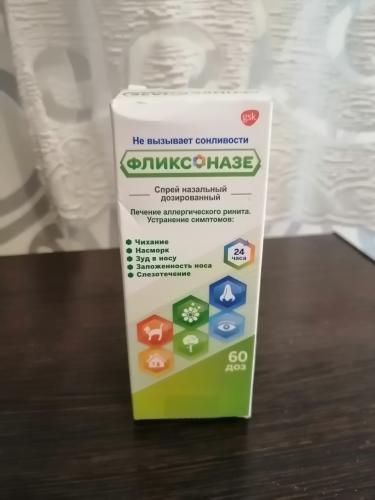 gsk
Не вызывает сонливости
ФЛИКСОНАЗЕ
Спрей назальный
дозированный
Лечение аллергического ринита.
Устранение симптомов:
Чихание
Насморк
Зуд в носу
Заложенность носа
Слезотечение
24
часа
60
доз